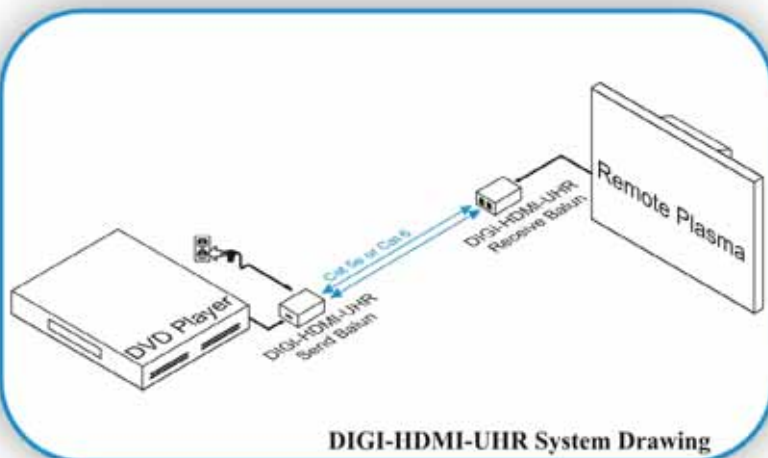 DVD Player
DIGI-HDMI-UHR
Send Balun
Cat 5e or Cat 6
DIGI-HDMI-UHR
Receive Balun
Remote Plasma
DIGI-HDMI-UHR System Drawing